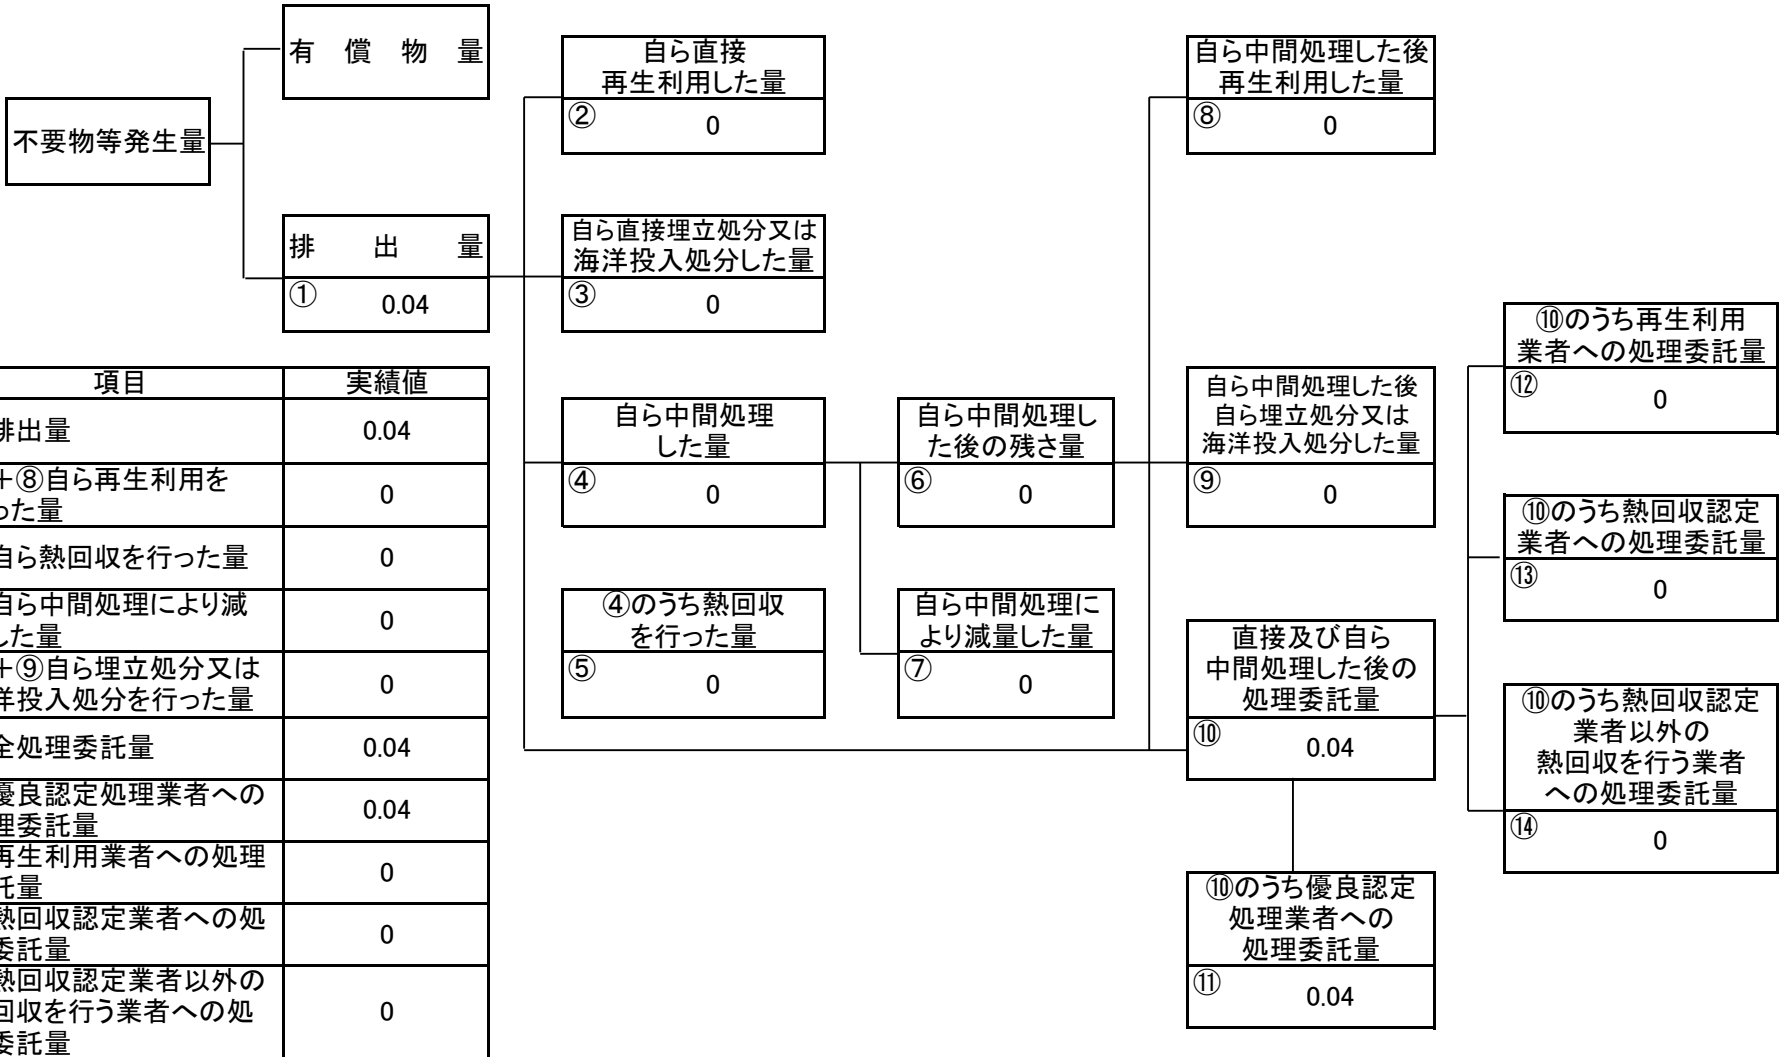 有償物量
不要物等発生量
排出量
① 0.04
自ら直接
再生利用した量
② 0
自ら直接埋立処分又は
海洋投入処分した量
③ 0
自ら中間処理
した量
④ 0
④のうち熱回収
を行った量
⑤ 0
自ら中間処理し
た後の残さ量
⑥ 0
自ら中間処理に
より減量した量
⑦ 0
自ら中間処理した後
再生利用した量
⑧ 0
自ら中間処理した後
自ら埋立処分又は
海洋投入処分した量
⑨ 0
直接及び自ら
中間処理した後の
処理委託量
⑩ 0.04
⑩のうち優良認定
処理業者への
処理委託量
⑪ 0.04
⑩のうち再生利用
業者への処理委託量
⑫ 0
⑩のうち熱回収認定
業者への処理委託量
⑬ 0
⑩のうち熱回収認定
業者以外の
熱回収を行う業者
への処理委託量
⑭ 0
項目 実績値
排出量 0.04
+⑧自ら再生利用を
った量 0
自ら熱回収を行った量 0
自ら中間処理により減
した量 0
+⑨自ら埋立処分又は
洋投入処分を行った量 0
全処理委託量 0.04
優良認定処理業者への
理委託量 0.04
再生利用業者への処理
託量 0
熱回収認定業者への処
委託量 0
熱回収認定業者以外の
回収を行う業者への処
委託量 0